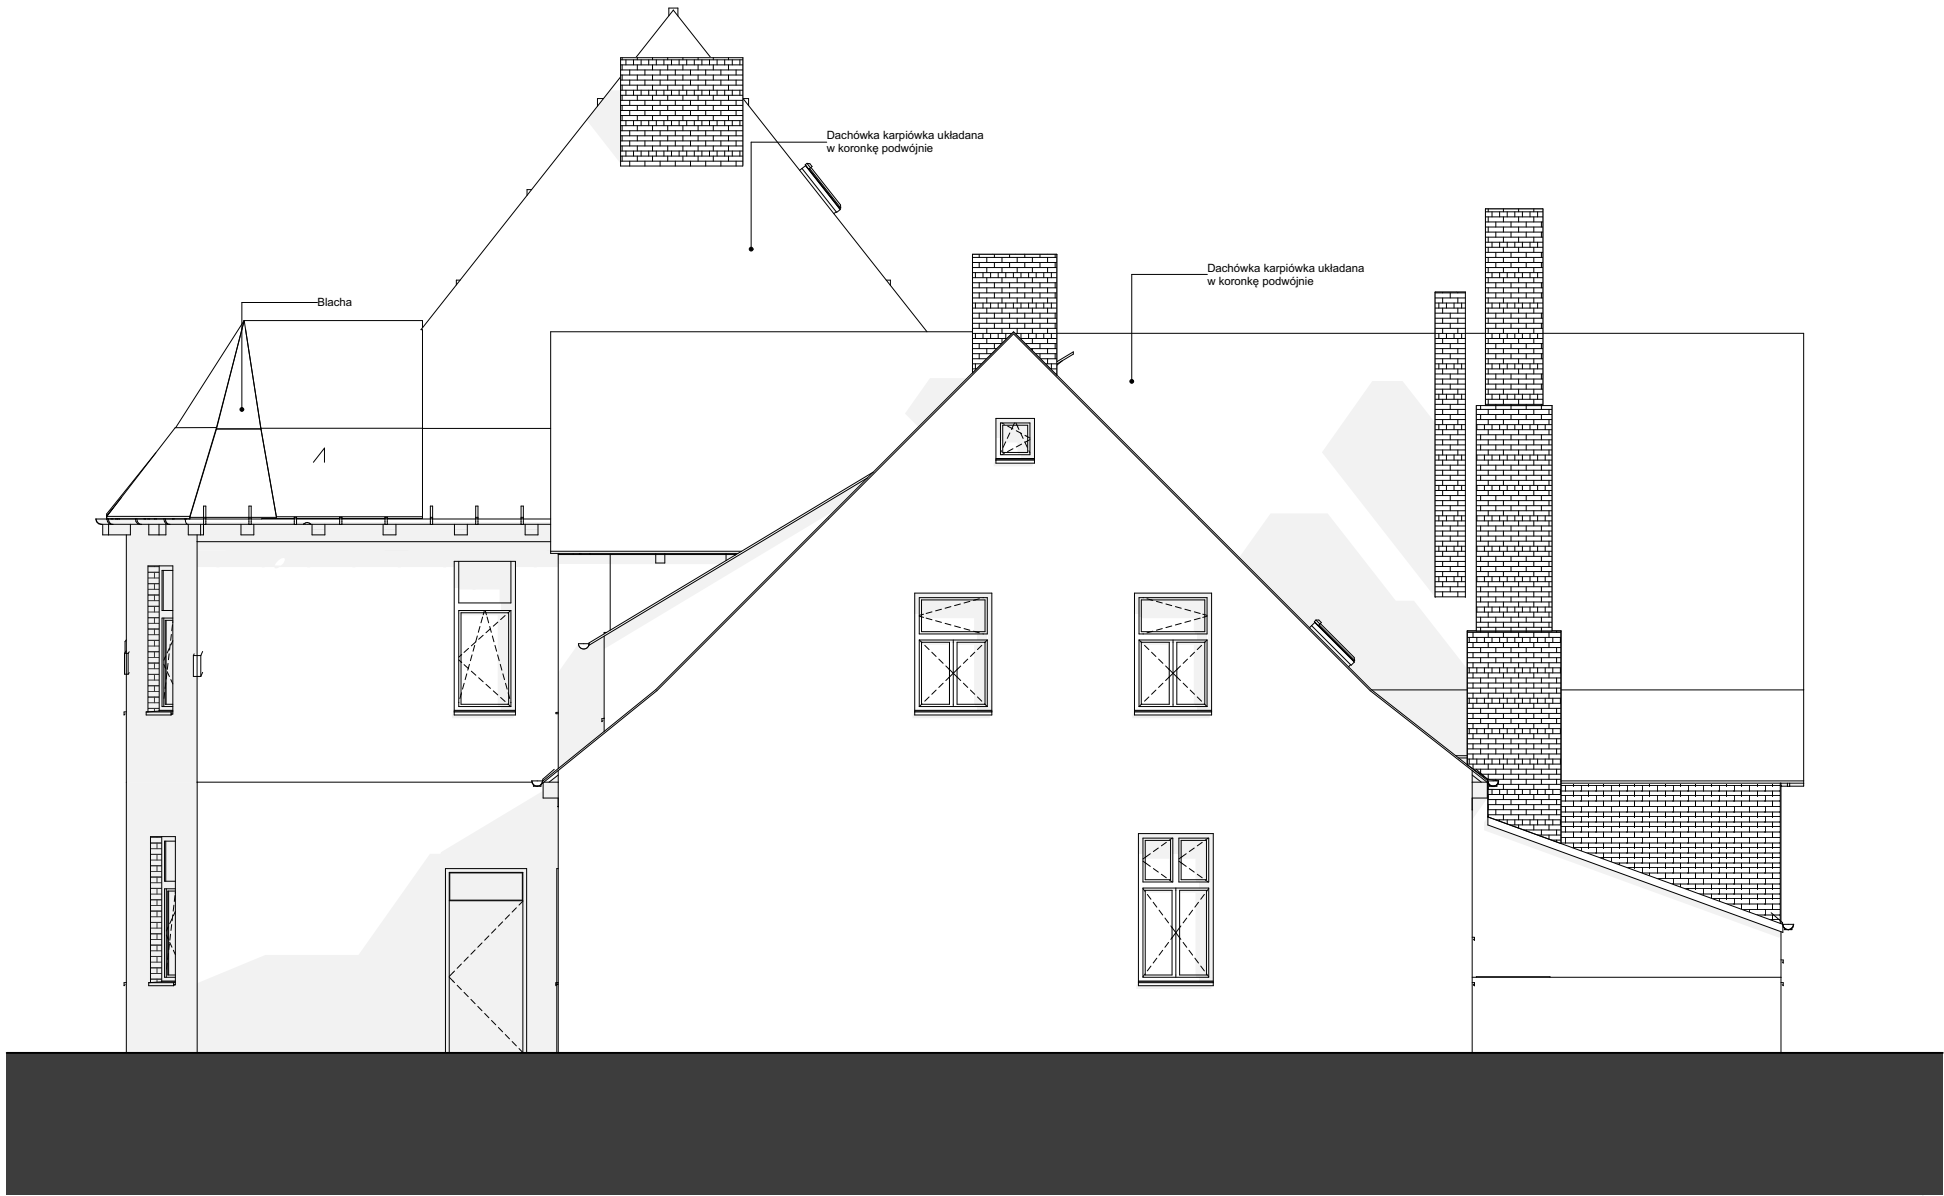 Dachówka karpiówka układana
w koronkę podwójnie
Dachówka karpiówka układana
w koronkę podwójnie
Blacha